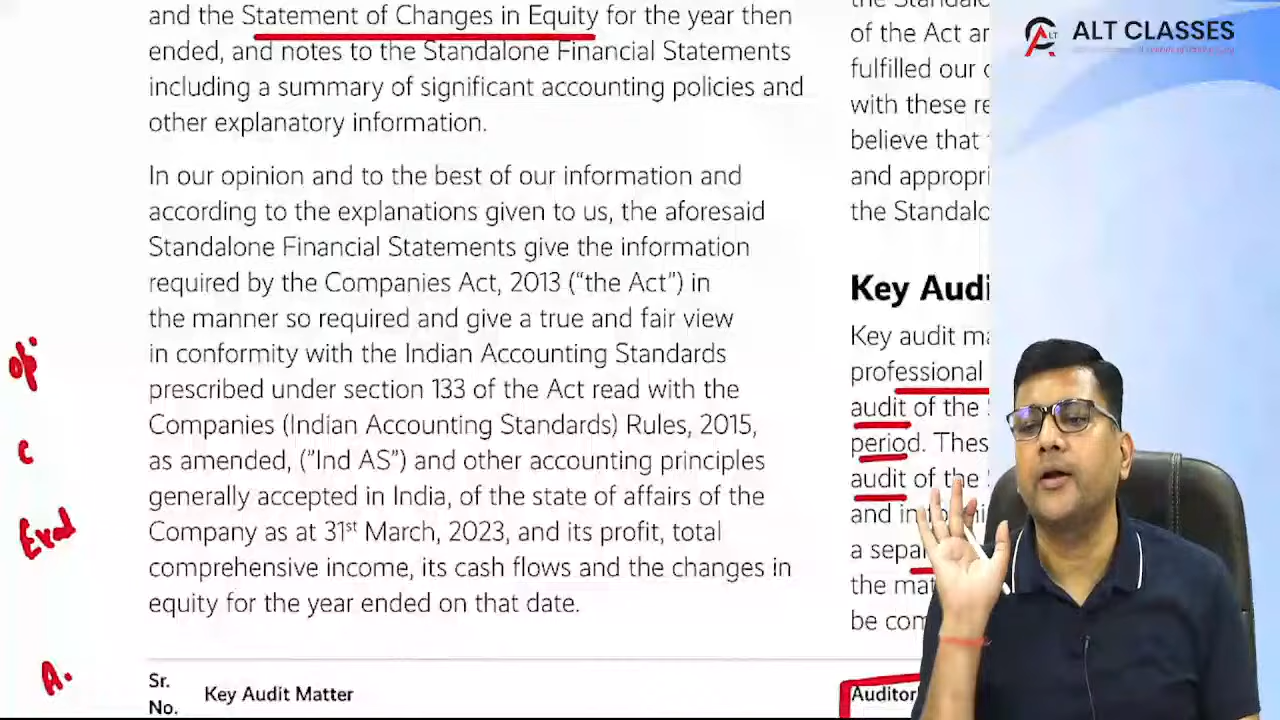 and the Statement of Changes in Equity for the year then
ended, and notes to the Standalone Financial Statements
including a summary of significant accounting policies and
other explanatory information.
In our opinion and to the best of our information and
according to the explanations given to us, the aforesaid
Standalone Financial Statements give the information
required by the Companies Act, 2013 (“the Act”) in
the manner so required and give a true and fair view
in conformity with the Indian Accounting Standards
prescribed under section 133 of the Act read with the
Companies (Indian Accounting Standards) Rules, 2015,
as amended, (“Ind AS”) and other accounting principles
generally accepted in India, of the state of affairs of the
Company as at 31st March, 2023, and its profit, total
comprehensive income, its cash flows and the changes in
equity for the year ended on that date.
Op.
C
Eval
A.
Sr.
No.
Key Audit Matter
the Standalo
of the Act an
fulfilled our
with these re
believe that
and appropri
the Standalo
Key Audi
Key audit ma
professional
audit of the
period. Thes
audit of the
and in
a sepa
the mat
be com
Auditor
ALT CLASSES